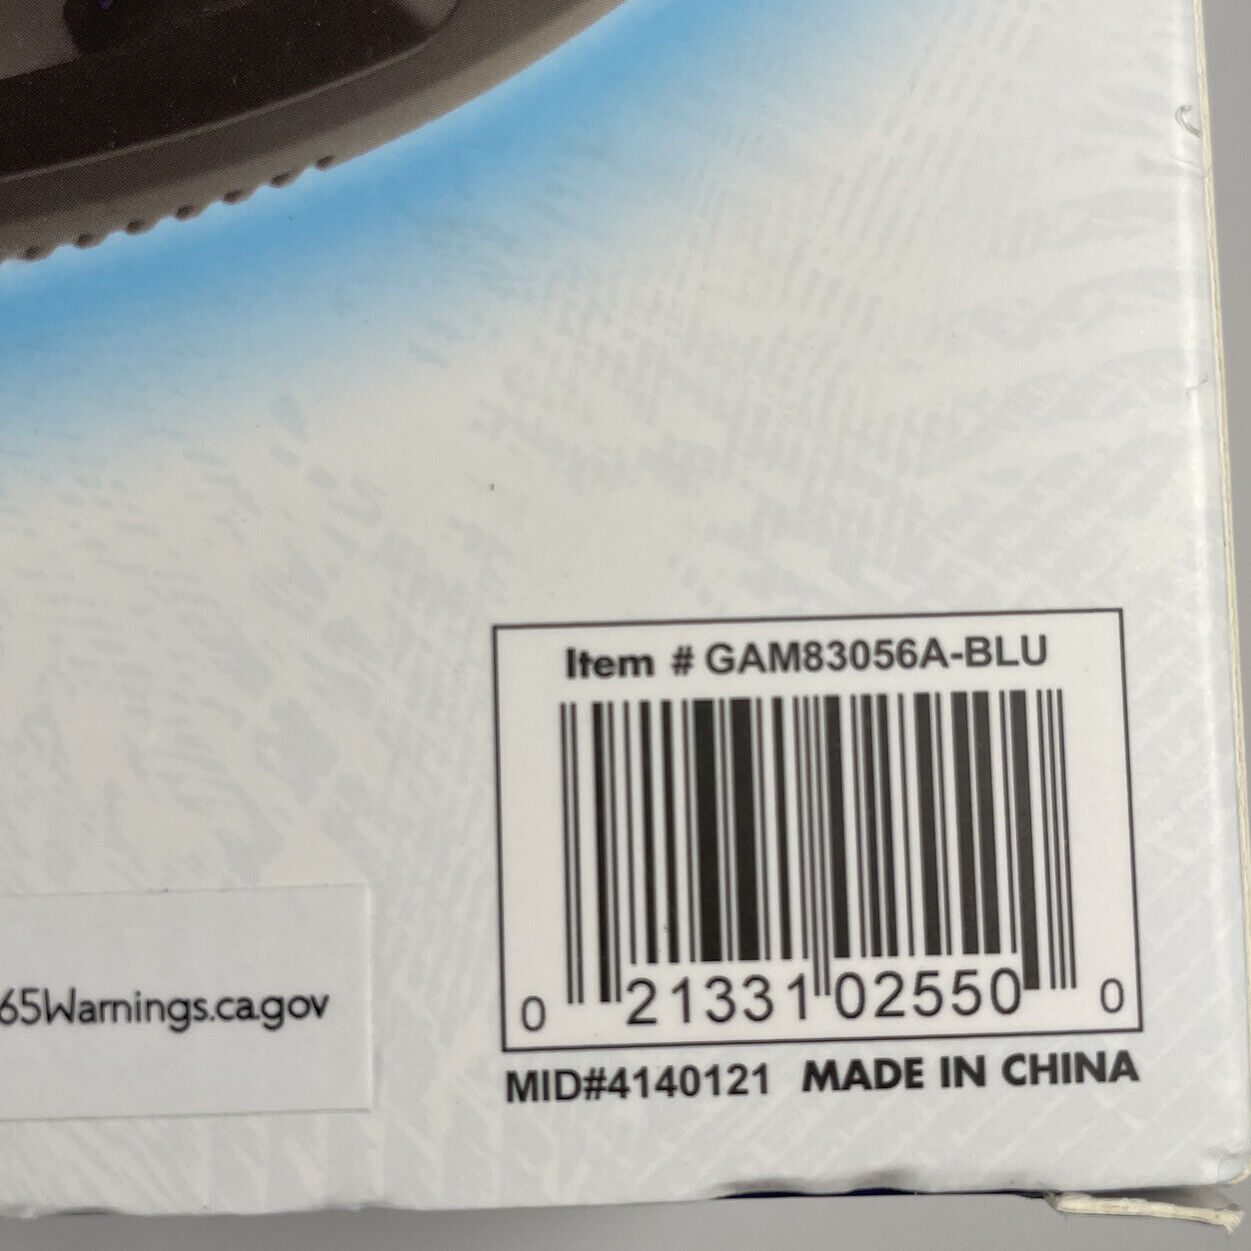 Item # GAM83056A-BLU
0 21331 02550 0
65Warnings.ca.gov
MID#4140121 MADE IN CHINA